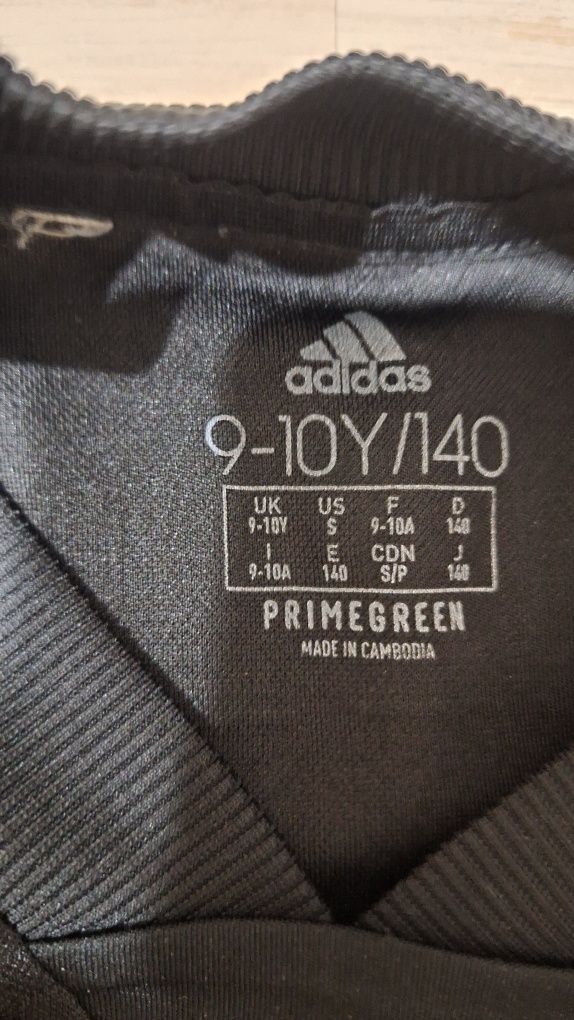 adidas
9-10Y/140
UK US F D
9-10Y S 9-10A 140
I E CDN J
9-10A 140 S/P 140
PRIMEGREEN
MADE IN CAMBODIA